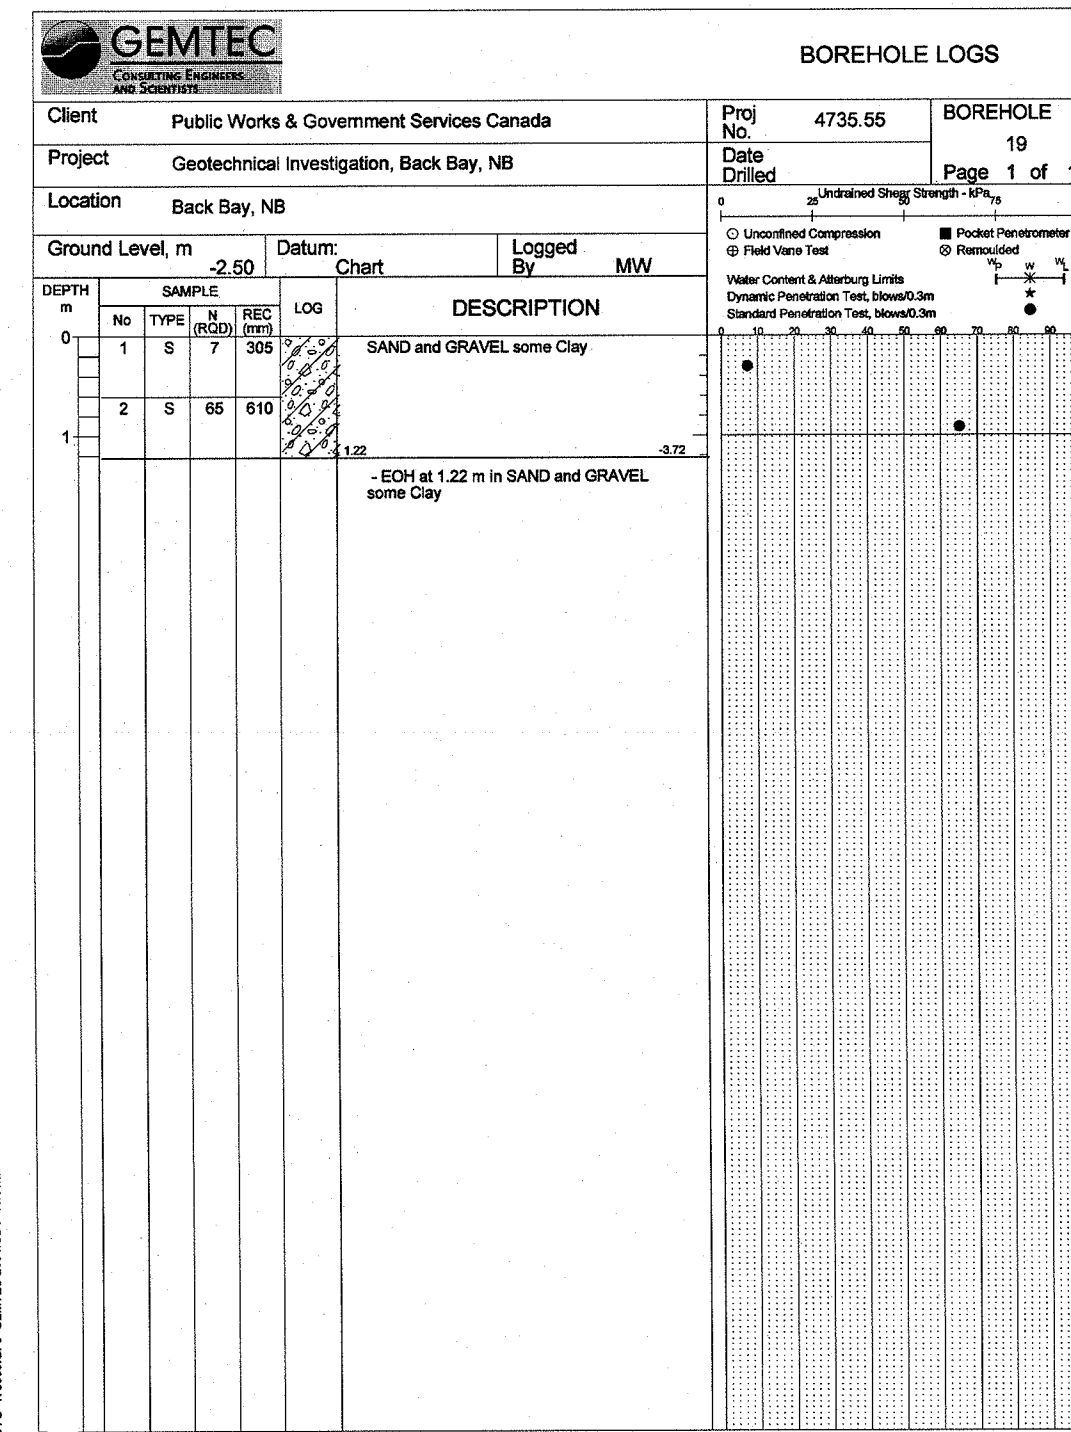 GEMTEC
CONSULTING ENGINEERS
AND SCIENTISTS
BOREHOLE LOGS
Client Public Works & Government Services Canada
Proj No. 4735.55
BOREHOLE
19
Page 1 of 1
Project Geotechnical Investigation, Back Bay, NB
Date Drilled
Location Back Bay, NB
Ground Level, m -2.50
Datum: Chart
Logged By MW
Undrained Shear Strength - kPa
0 25 50 75
⊙ Unconfined Compression ■ Pocket Penetrometer
⊕ Field Vane Test ⊗ Remoulded
Wp W WL
Water Content & Atterburg Limits
Dynamic Penetration Test, blows/0.3m ★
Standard Penetration Test, blows/0.3m ●
DEPTH m
SAMPLE
No TYPE N (RQD) REC (mm)
LOG
DESCRIPTION
0 10 20 30 40 50 60 70 80 90
0
1 S 7 305 SAND and GRAVEL some Clay
2 S 65 610
1
1.22 -3.72
- EOH at 1.22 m in SAND and GRAVEL
some Clay